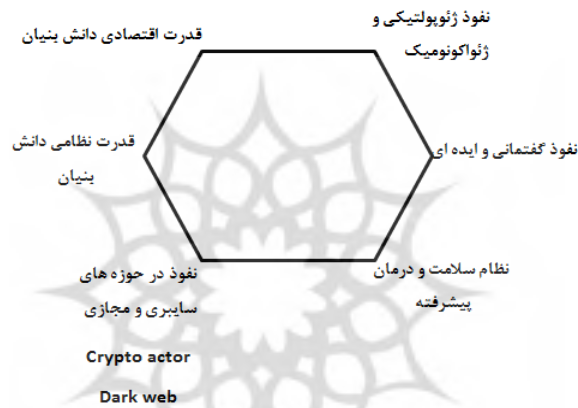 نفوذ ژئوپولتیکی و
ژئواکونومیک
قدرت اقتصادی دانش بنیان
نفوذ گفتمانی و ایده ای
قدرت نظامی دانش
بنیان
نظام سلامت و درمان
پیشرفته
نفوذ در حوزه های
سایبری و مجازی
Crypto actor
Dark web